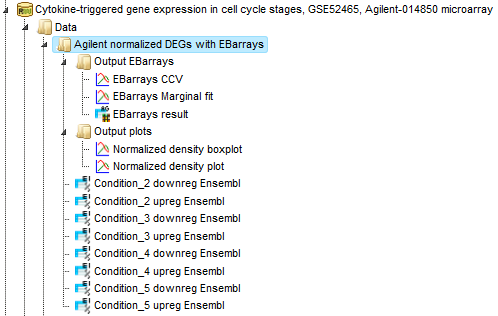 Cytokine-triggered gene expression in cell cycle stages, GSE52465, Agilent-014850 microarray
Data
Agilent normalized DEGs with EBarrays
Output EBarrays
EBarrays CCV
EBarrays Marginal fit
EBarrays result
Output plots
Normalized density boxplot
Normalized density plot
Condition_2 downreg Ensembl
Condition_2 upreg Ensembl
Condition_3 downreg Ensembl
Condition_3 upreg Ensembl
Condition_4 downreg Ensembl
Condition_4 upreg Ensembl
Condition_5 downreg Ensembl
Condition_5 upreg Ensembl